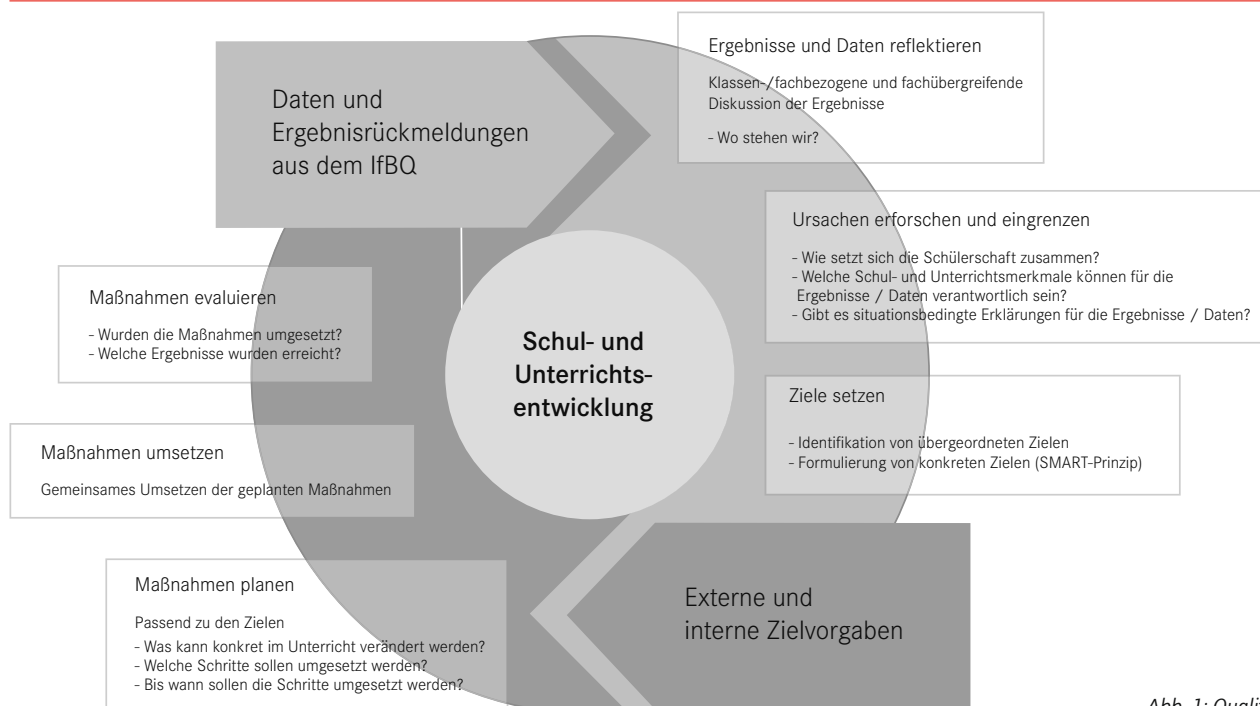 Daten und
Ergebnisrückmeldungen
aus dem IfBQ
Ergebnisse und Daten reflektieren
Klassen-/fachbezogene und fachübergreifende
Diskussion der Ergebnisse
- Wo stehen wir?
Ursachen erforschen und eingrenzen
- Wie setzt sich die Schülerschaft zusammen?
- Welche Schul- und Unterrichtsmerkmale können für die
Ergebnisse / Daten verantwortlich sein?
- Gibt es situationsbedingte Erklärungen für die Ergebnisse / Daten?
Ziele setzen
- Identifikation von übergeordneten Zielen
- Formulierung von konkreten Zielen (SMART-Prinzip)
Externe und
interne Zielvorgaben
Maßnahmen planen
Passend zu den Zielen
- Was kann konkret im Unterricht verändert werden?
- Welche Schritte sollen umgesetzt werden?
- Bis wann sollen die Schritte umgesetzt werden?
Maßnahmen umsetzen
Gemeinsames Umsetzen der geplanten Maßnahmen
Maßnahmen evaluieren
- Wurden die Maßnahmen umgesetzt?
- Welche Ergebnisse wurden erreicht?
Schul- und
Unterrichts-
entwicklung
Abb. 1: